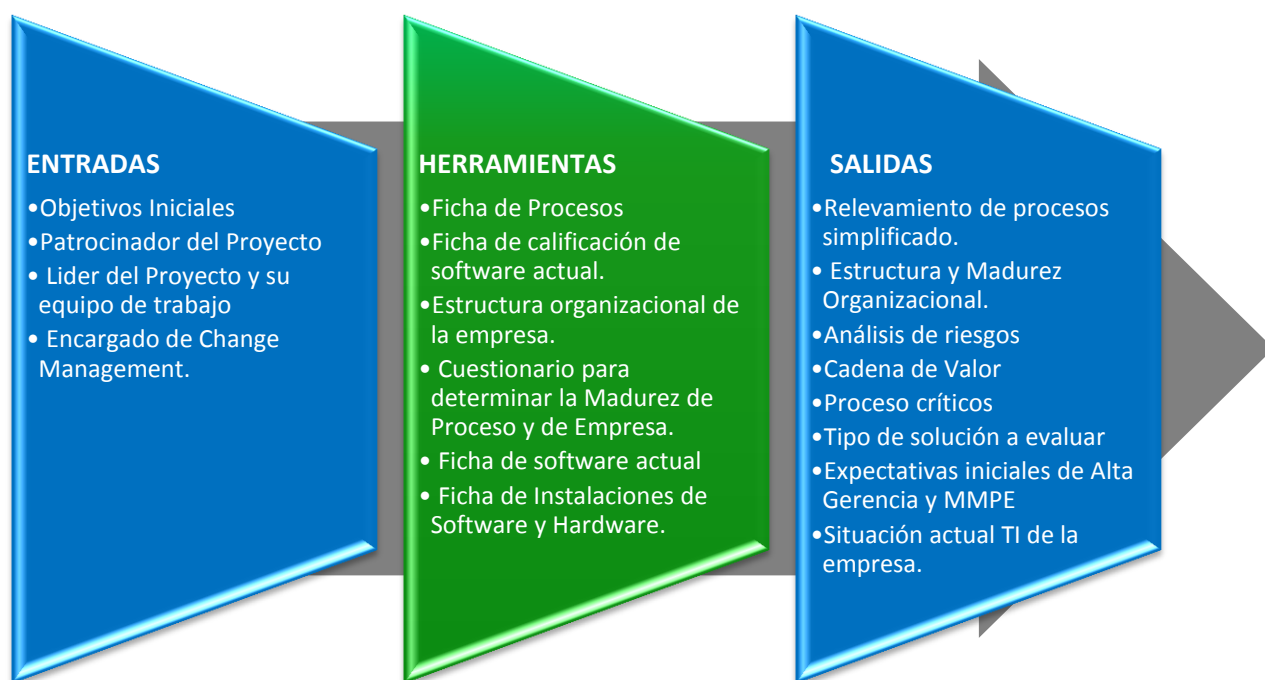 ENTRADAS
•Objetivos Iniciales
•Patrocinador del Proyecto
• Lider del Proyecto y su
equipo de trabajo
• Encargado de Change
Management.
HERRAMIENTAS
•Ficha de Procesos
•Ficha de calificación de
software actual.
•Estructura organizacional de
la empresa.
• Cuestionario para
determinar la Madurez de
Proceso y de Empresa.
• Ficha de software actual
• Ficha de Instalaciones de
Software y Hardware.
SALIDAS
•Relevamiento de procesos
simplificado.
• Estructura y Madurez
Organizacional.
•Análisis de riesgos
•Cadena de Valor
•Proceso críticos
•Tipo de solución a evaluar
•Expectativas iniciales de Alta
Gerencia y MMPE
•Situación actual TI de la
empresa.